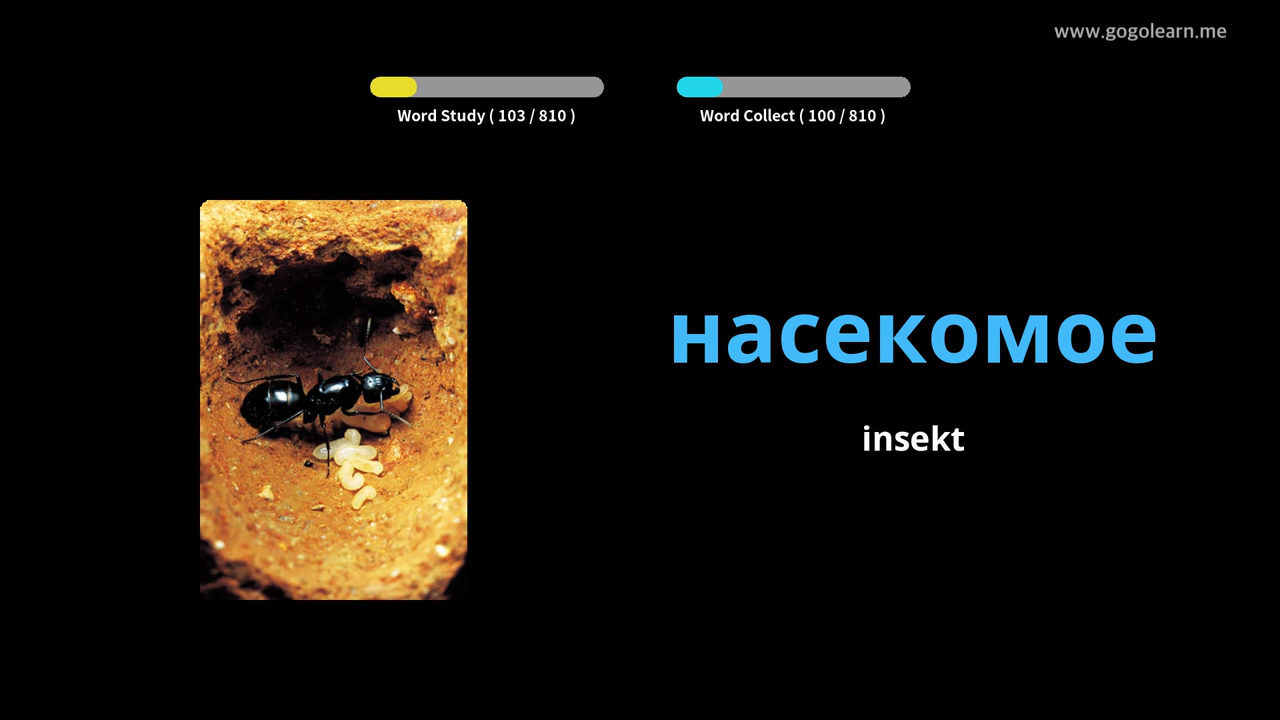 www.gogolearn.me
Word Study ( 103 / 810 )
Word Collect ( 100 / 810 )
насекомое
insekt